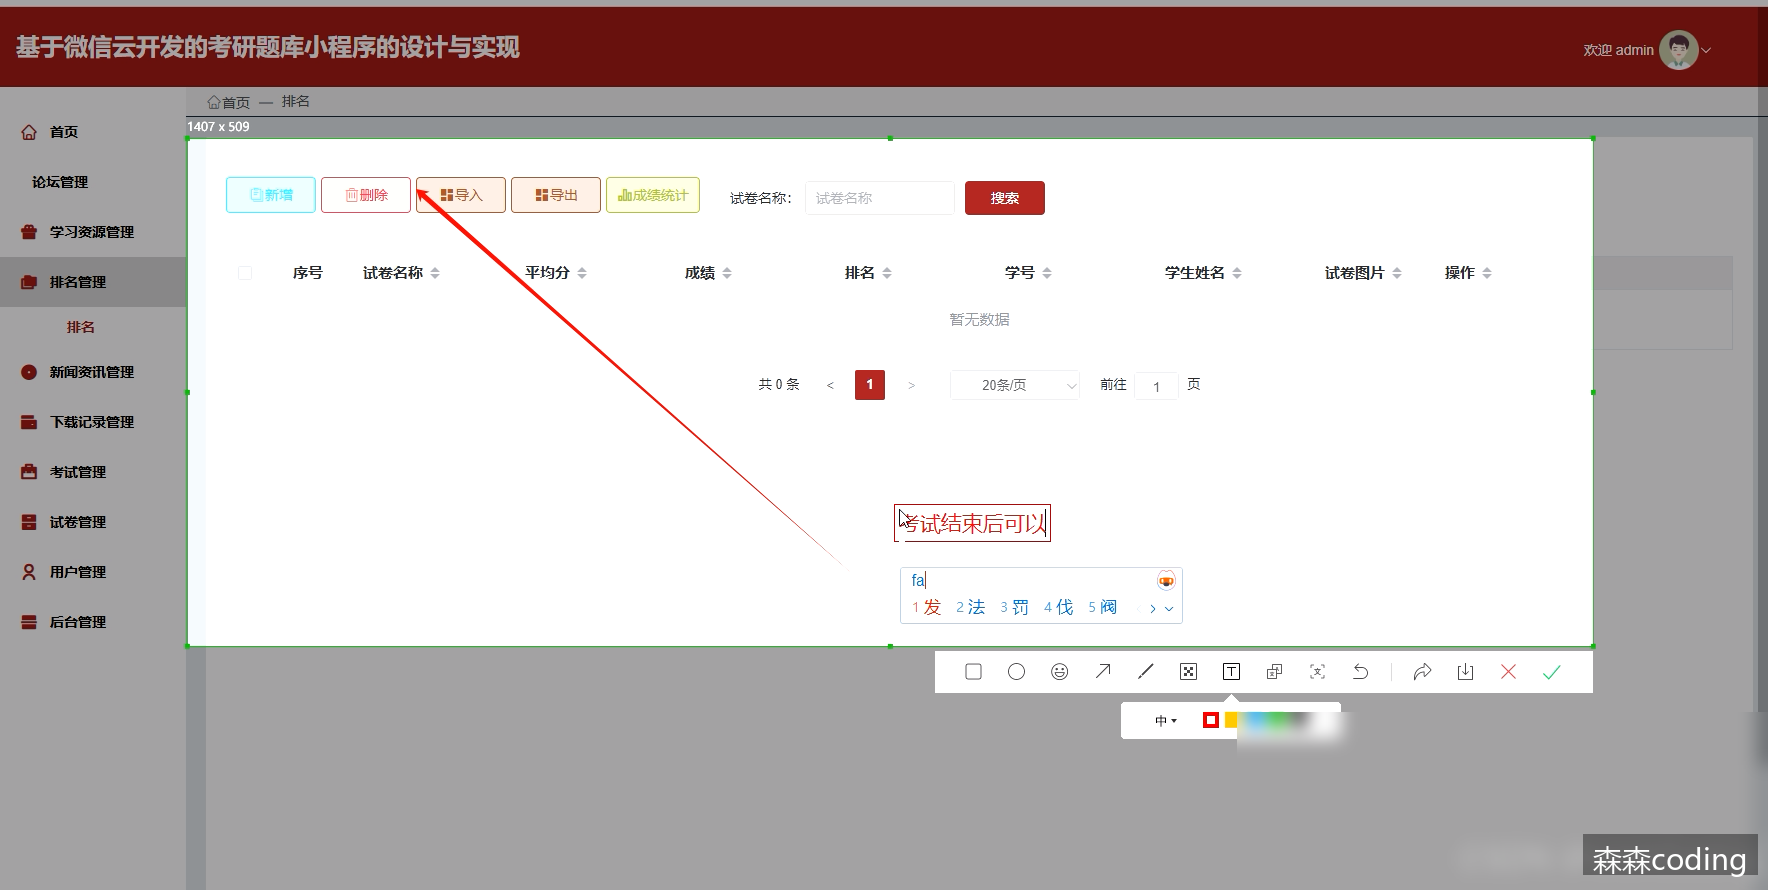 基于微信云开发的考研题库小程序的设计与实现
欢迎 admin
首页 — 排名
1407 x 509
首页
论坛管理
学习资源管理
排名管理
排名
新闻资讯管理
下载记录管理
考试管理
试卷管理
用户管理
后台管理
新增 删除 导入 导出 成绩统计 试卷名称： 试卷名称 搜索
序号 试卷名称 平均分 成绩 排名 学号 学生姓名 试卷图片 操作
暂无数据
共 0 条 < 1 > 20条/页 前往 1 页
考试结束后可以
fa
1 发 2 法 3 罚 4 伐 5 阀
中
森森coding